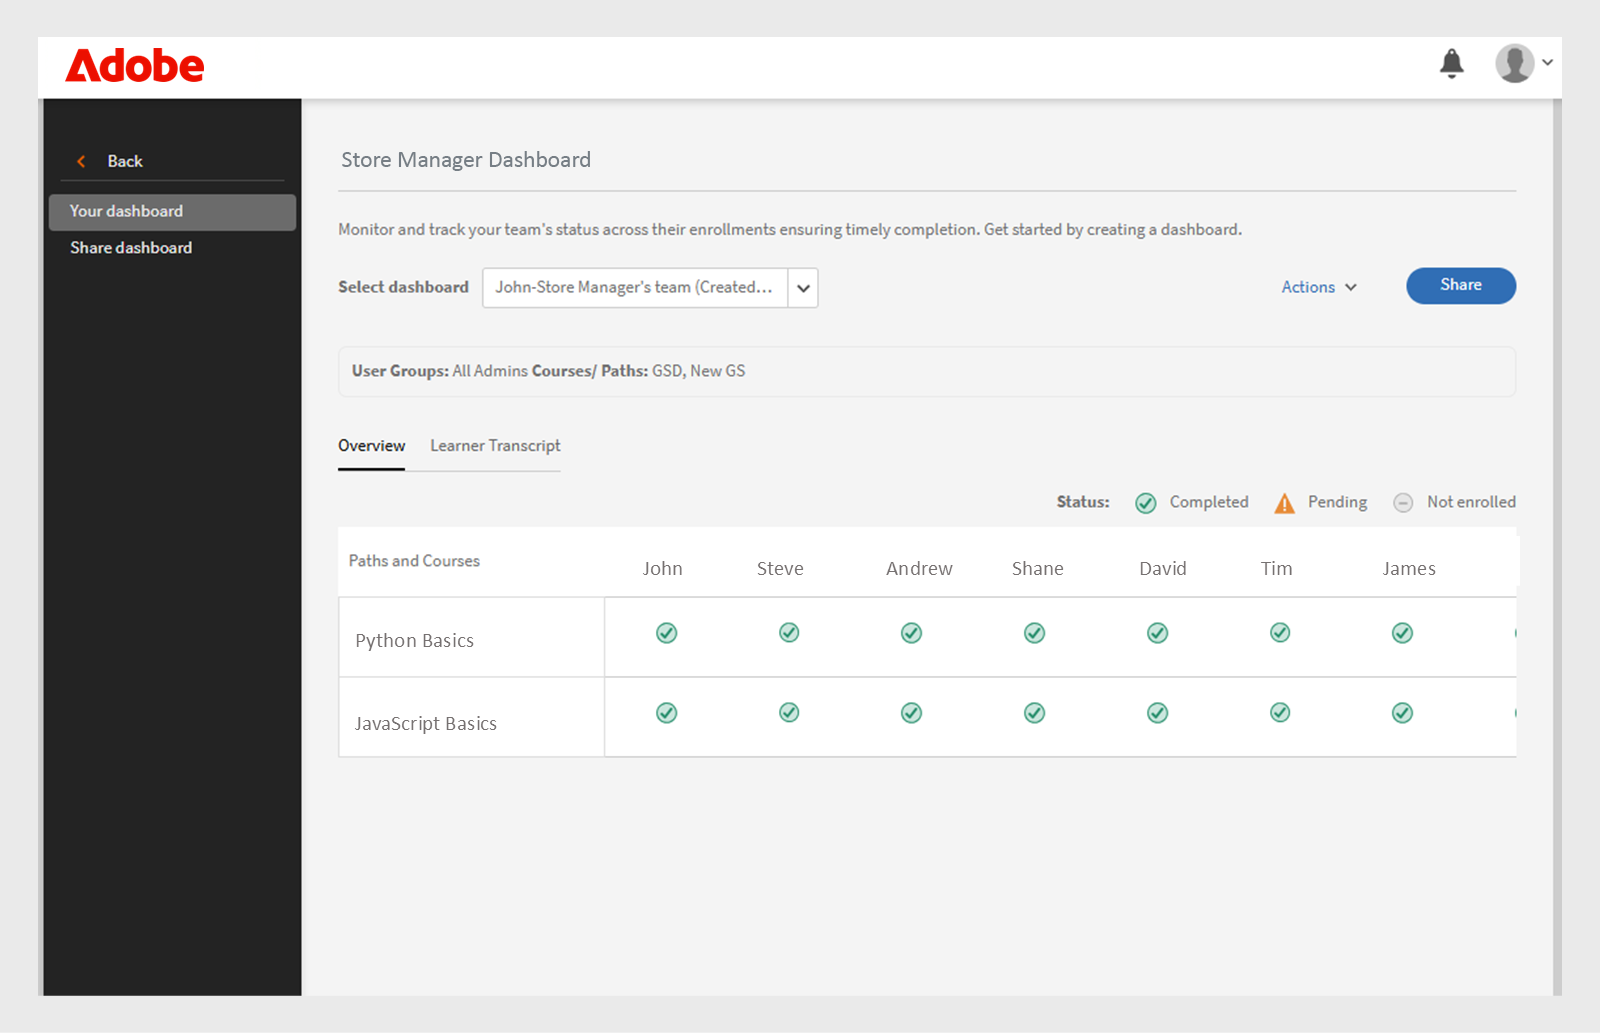 Adobe
Back
Your dashboard
Share dashboard
Store Manager Dashboard
Monitor and track your team's status across their enrollments ensuring timely completion. Get started by creating a dashboard.
Select dashboard John-Store Manager's team (Created... Actions Share
User Groups: All Admins Courses/ Paths: GSD, New GS
Overview Learner Transcript
Status: Completed Pending Not enrolled
Paths and Courses John Steve Andrew Shane David Tim James
Python Basics
JavaScript Basics